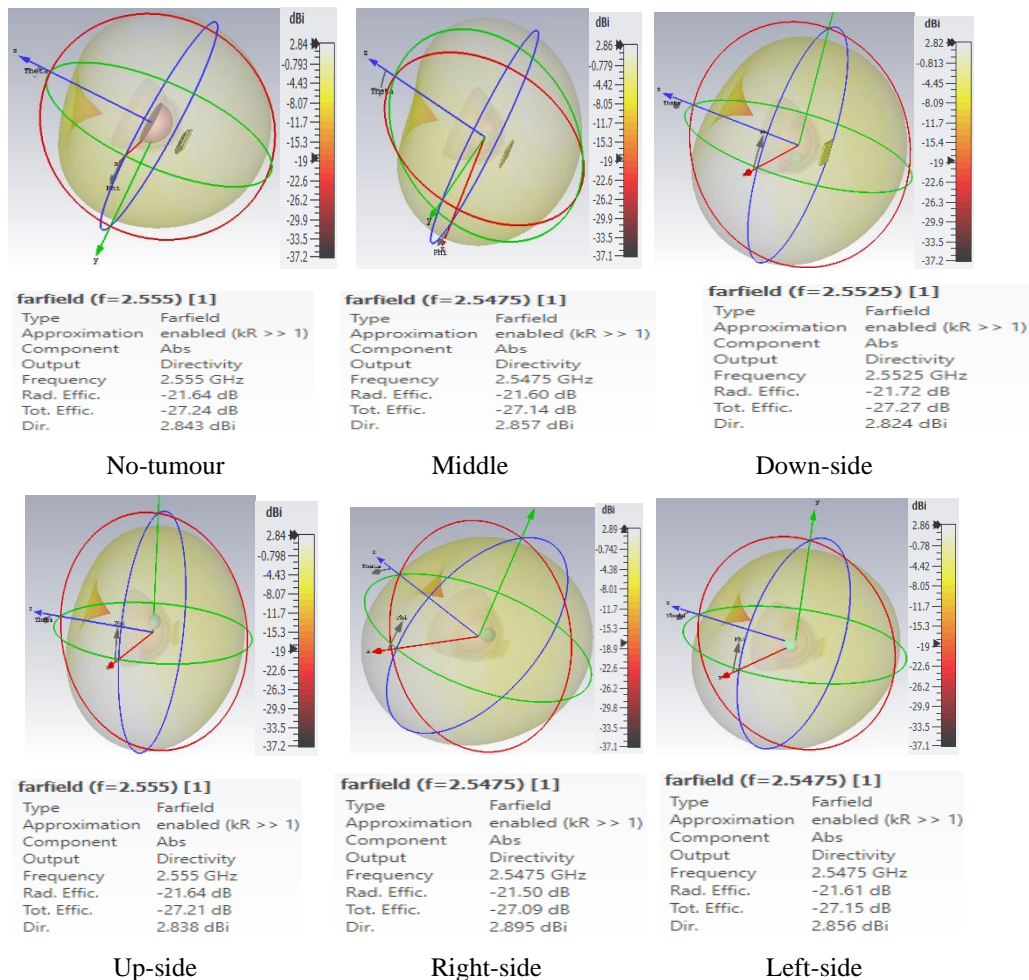 dBi
2.84
-0.793
-4.43
-8.07
-11.7
-15.3
-19
-22.6
-26.2
-29.9
-33.5
-37.2
z
Theta
x
Phi
y
dBi
2.86
-0.779
-4.42
-8.05
-11.7
-15.3
-19
-22.6
-26.2
-29.8
-33.5
-37.1
z
Theta
y
Phi
dBi
2.82
-0.813
-4.45
-8.09
-11.7
-15.4
-19
-22.6
-26.3
-29.9
-33.5
-37.2
z
farfield (f=2.555) [1]
Type Farfield
Approximation enabled (kR >> 1)
Component Abs
Output Directivity
Frequency 2.555 GHz
Rad. Effic. -21.64 dB
Tot. Effic. -27.24 dB
Dir. 2.843 dBi
No-tumour
farfield (f=2.5475) [1]
Type Farfield
Approximation enabled (kR >> 1)
Component Abs
Output Directivity
Frequency 2.5475 GHz
Rad. Effic. -21.60 dB
Tot. Effic. -27.14 dB
Dir. 2.857 dBi
Middle
farfield (f=2.5525) [1]
Type Farfield
Approximation enabled (kR >> 1)
Component Abs
Output Directivity
Frequency 2.5525 GHz
Rad. Effic. -21.72 dB
Tot. Effic. -27.27 dB
Dir. 2.824 dBi
Down-side
dBi
2.84
-0.798
-4.43
-8.07
-11.7
-15.3
-19
-22.6
-26.3
-29.9
-33.5
-37.2
z
Theta
Phi
dBi
2.89
-0.742
-4.38
-8.01
-11.7
-15.3
-18.9
-22.6
-26.2
-29.8
-33.5
-37.1
z
Theta
Phi
x
dBi
2.86
-0.78
-4.42
-8.05
-11.7
-15.3
-19
-22.6
-26.2
-29.9
-33.5
-37.1
y
z
Theta
Phi
x
farfield (f=2.555) [1]
Type Farfield
Approximation enabled (kR >> 1)
Component Abs
Output Directivity
Frequency 2.555 GHz
Rad. Effic. -21.64 dB
Tot. Effic. -27.21 dB
Dir. 2.838 dBi
Up-side
farfield (f=2.5475) [1]
Type Farfield
Approximation enabled (kR >> 1)
Component Abs
Output Directivity
Frequency 2.5475 GHz
Rad. Effic. -21.50 dB
Tot. Effic. -27.09 dB
Dir. 2.895 dBi
Right-side
farfield (f=2.5475) [1]
Type Farfield
Approximation enabled (kR >> 1)
Component Abs
Output Directivity
Frequency 2.5475 GHz
Rad. Effic. -21.61 dB
Tot. Effic. -27.15 dB
Dir. 2.856 dBi
Left-side